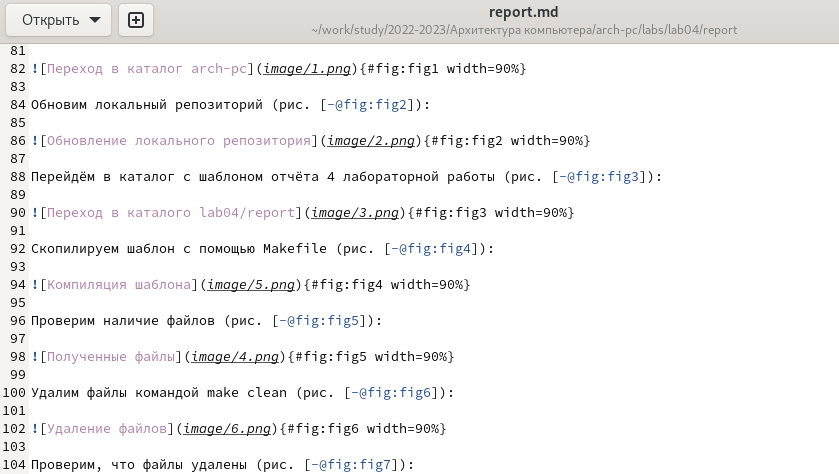 Открыть
report.md
~/work/study/2022-2023/Архитектура компьютера/arch-pc/labs/lab04/report
81
82 ![Переход в каталог arch-pc](image/1.png){#fig:fig1 width=90%}
83
84 Обновим локальный репозиторий (рис. [-@fig:fig2]):
85
86 ![Обновление локального репозитория](image/2.png){#fig:fig2 width=90%}
87
88 Перейдём в каталог с шаблоном отчёта 4 лабораторной работы (рис. [-@fig:fig3]):
89
90 ![Переход в каталого lab04/report](image/3.png){#fig:fig3 width=90%}
91
92 Скопилируем шаблон с помощью Makefile (рис. [-@fig:fig4]):
93
94 ![Компиляция шаблона](image/5.png){#fig:fig4 width=90%}
95
96 Проверим наличие файлов (рис. [-@fig:fig5]):
97
98 ![Полученные файлы](image/4.png){#fig:fig5 width=90%}
99
100 Удалим файлы командой make clean (рис. [-@fig:fig6]):
101
102 ![Удаление файлов](image/6.png){#fig:fig6 width=90%}
103
104 Проверим, что файлы удалены (рис. [-@fig:fig7]):